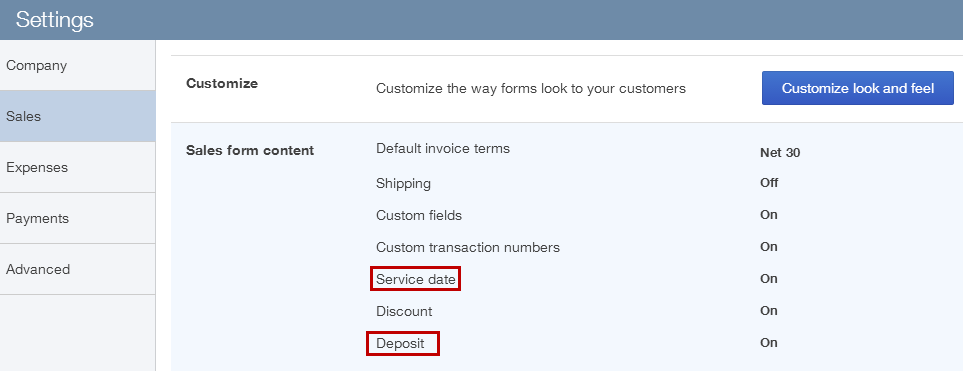 Settings
Company
Sales
Expenses
Payments
Advanced
Customize
Customize the way forms look to your customers
Customize look and feel
Sales form content
Default invoice terms Net 30
Shipping Off
Custom fields On
Custom transaction numbers On
Service date On
Discount On
Deposit On